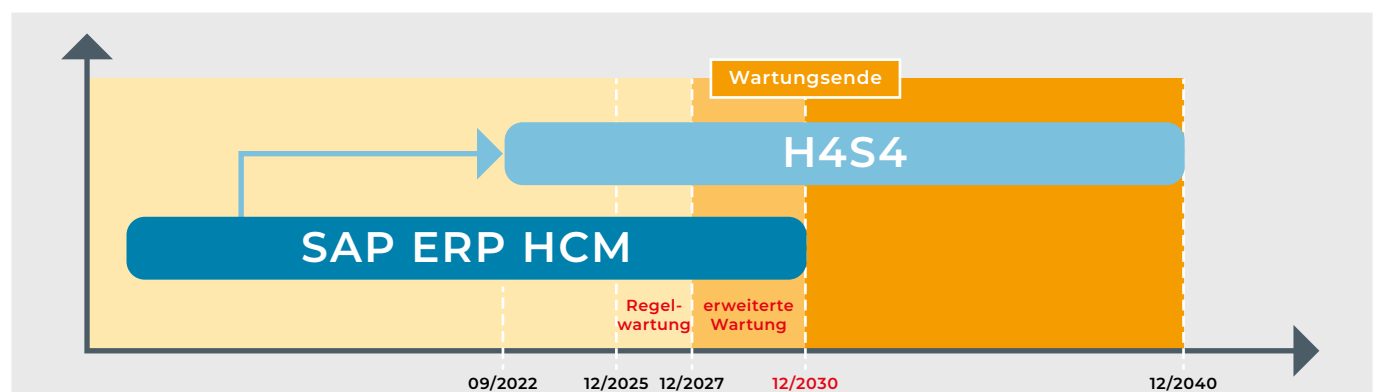 Wartungsende
H4S4
SAP ERP HCM
Regel-
wartung
erweiterte
Wartung
09/2022
12/2025
12/2027
12/2030
12/2040